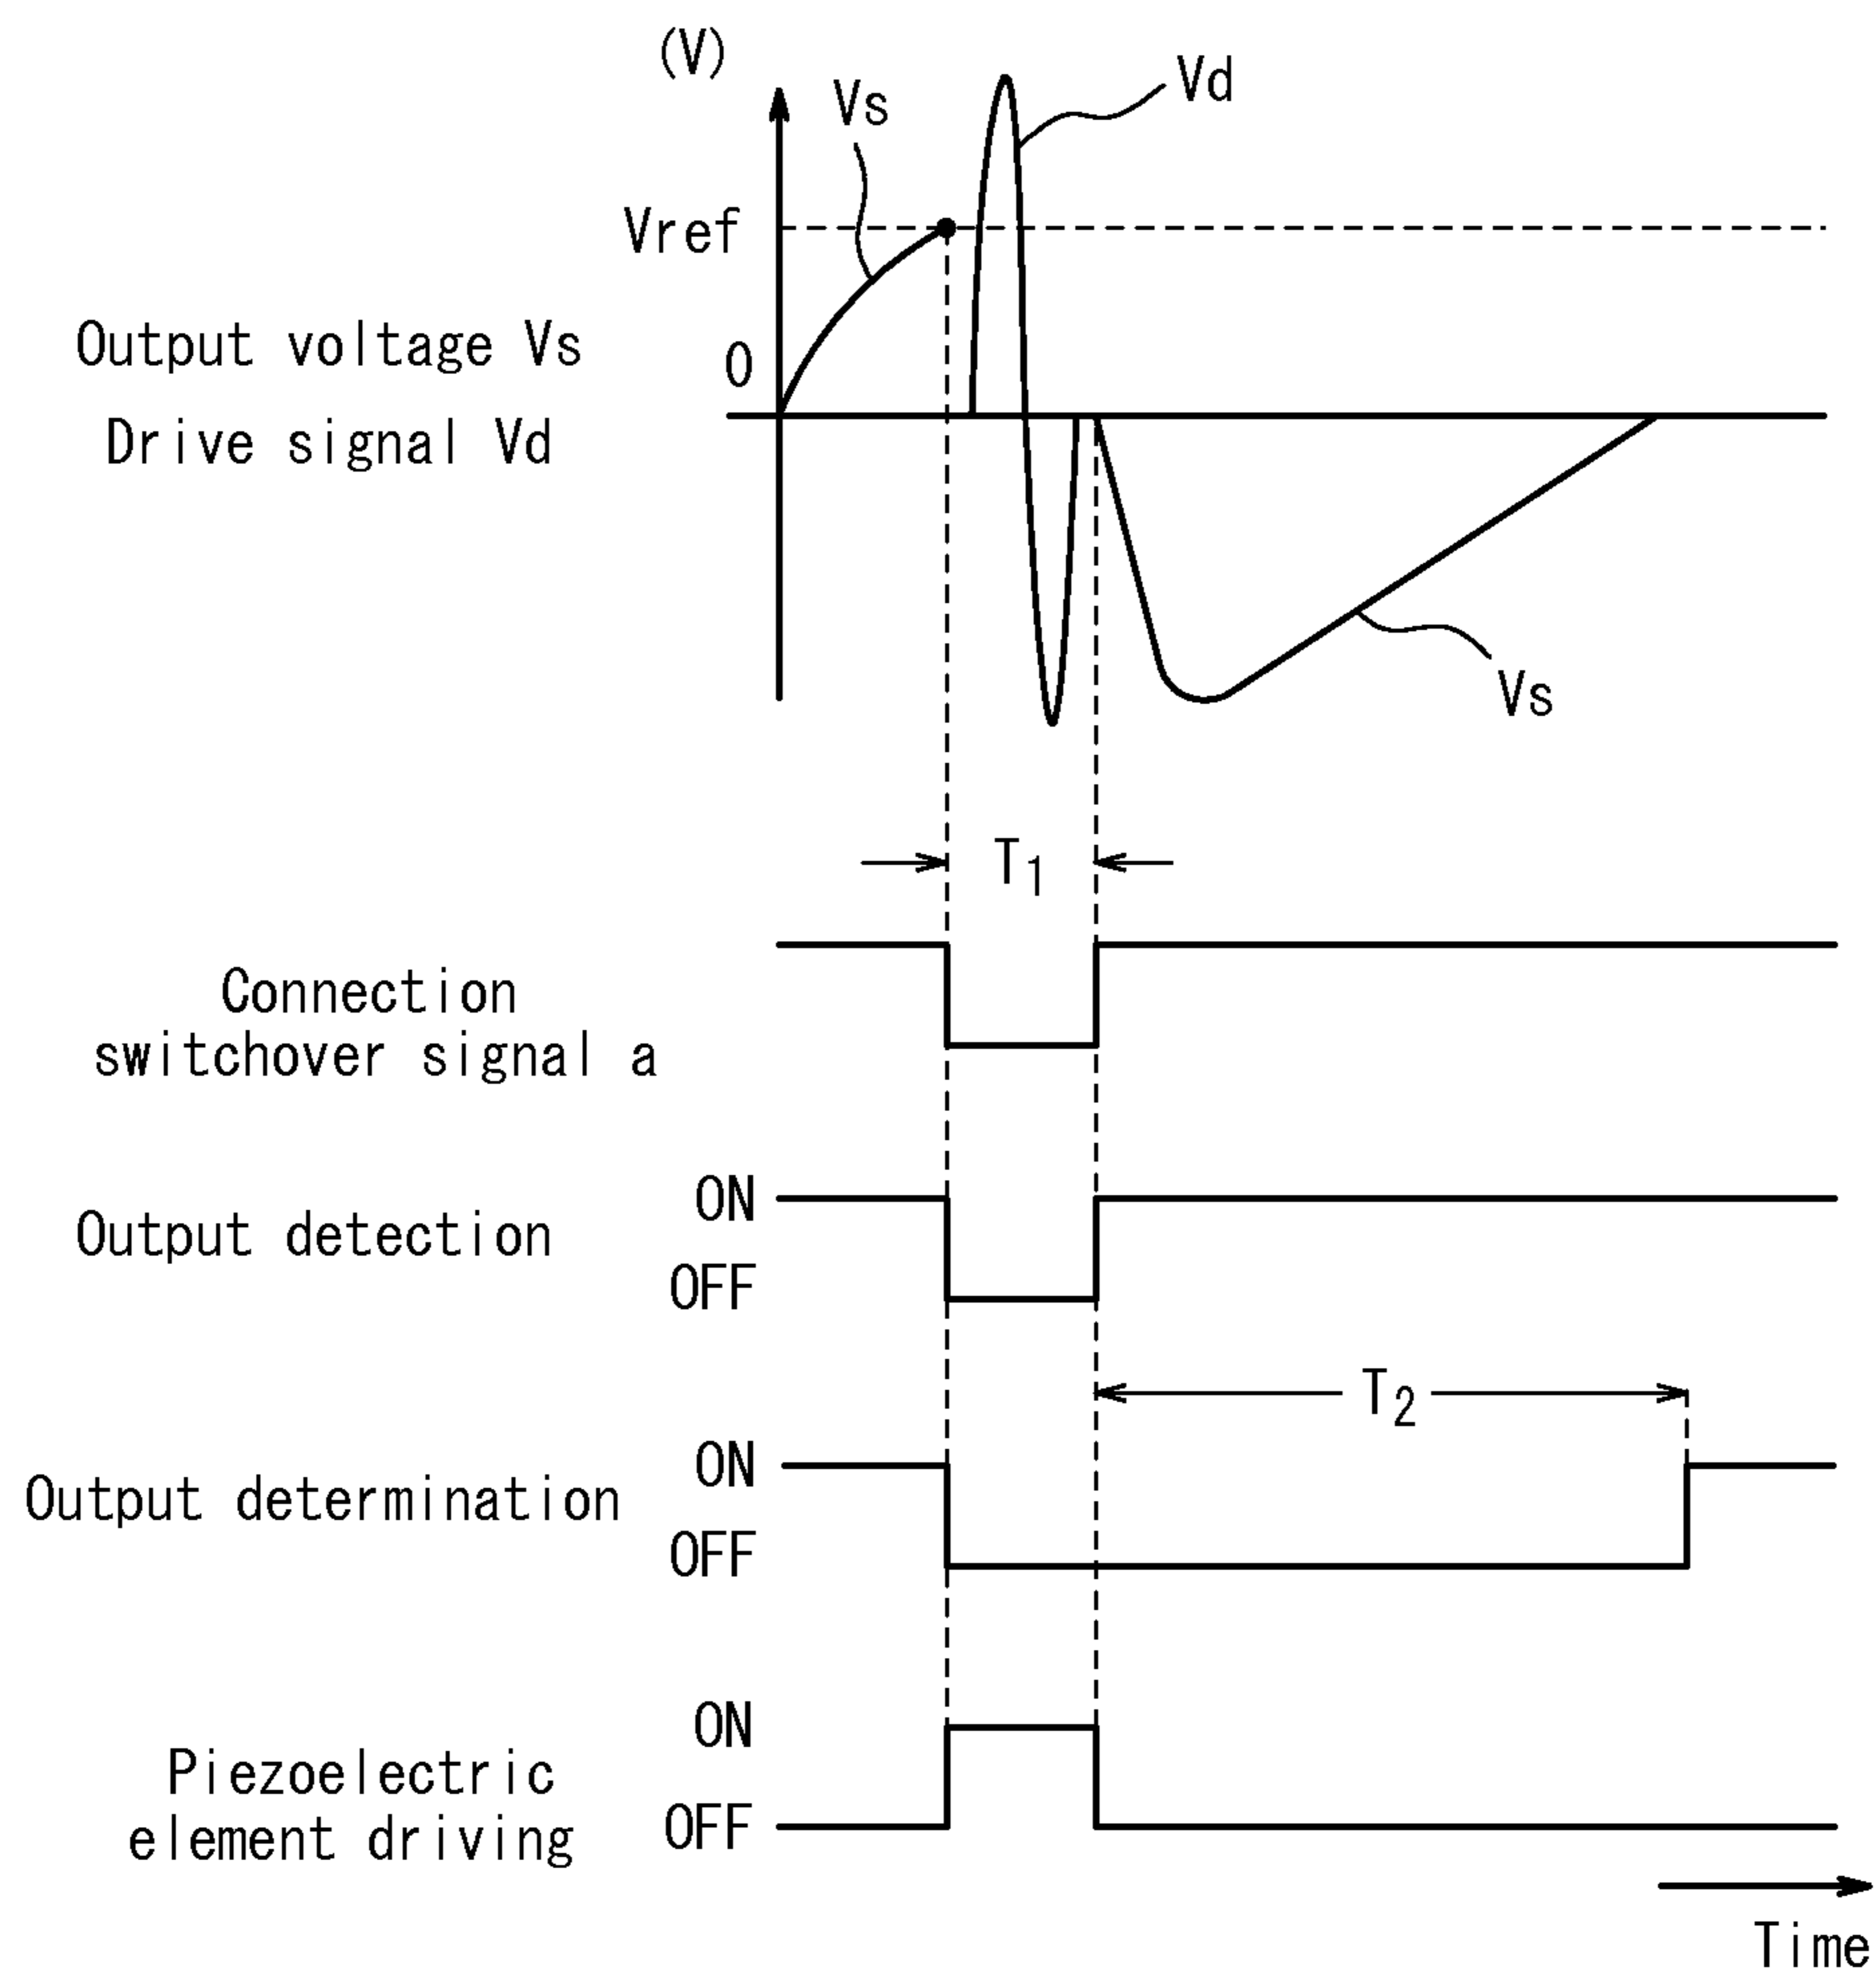 (V)
Vs
Vd
Vref
Output voltage Vs
0
Drive signal Vd
Vs
T1
Connection
switchover signal a
ON
Output detection
OFF
T2
ON
Output determination
OFF
ON
Piezoelectric
element driving
OFF
Time